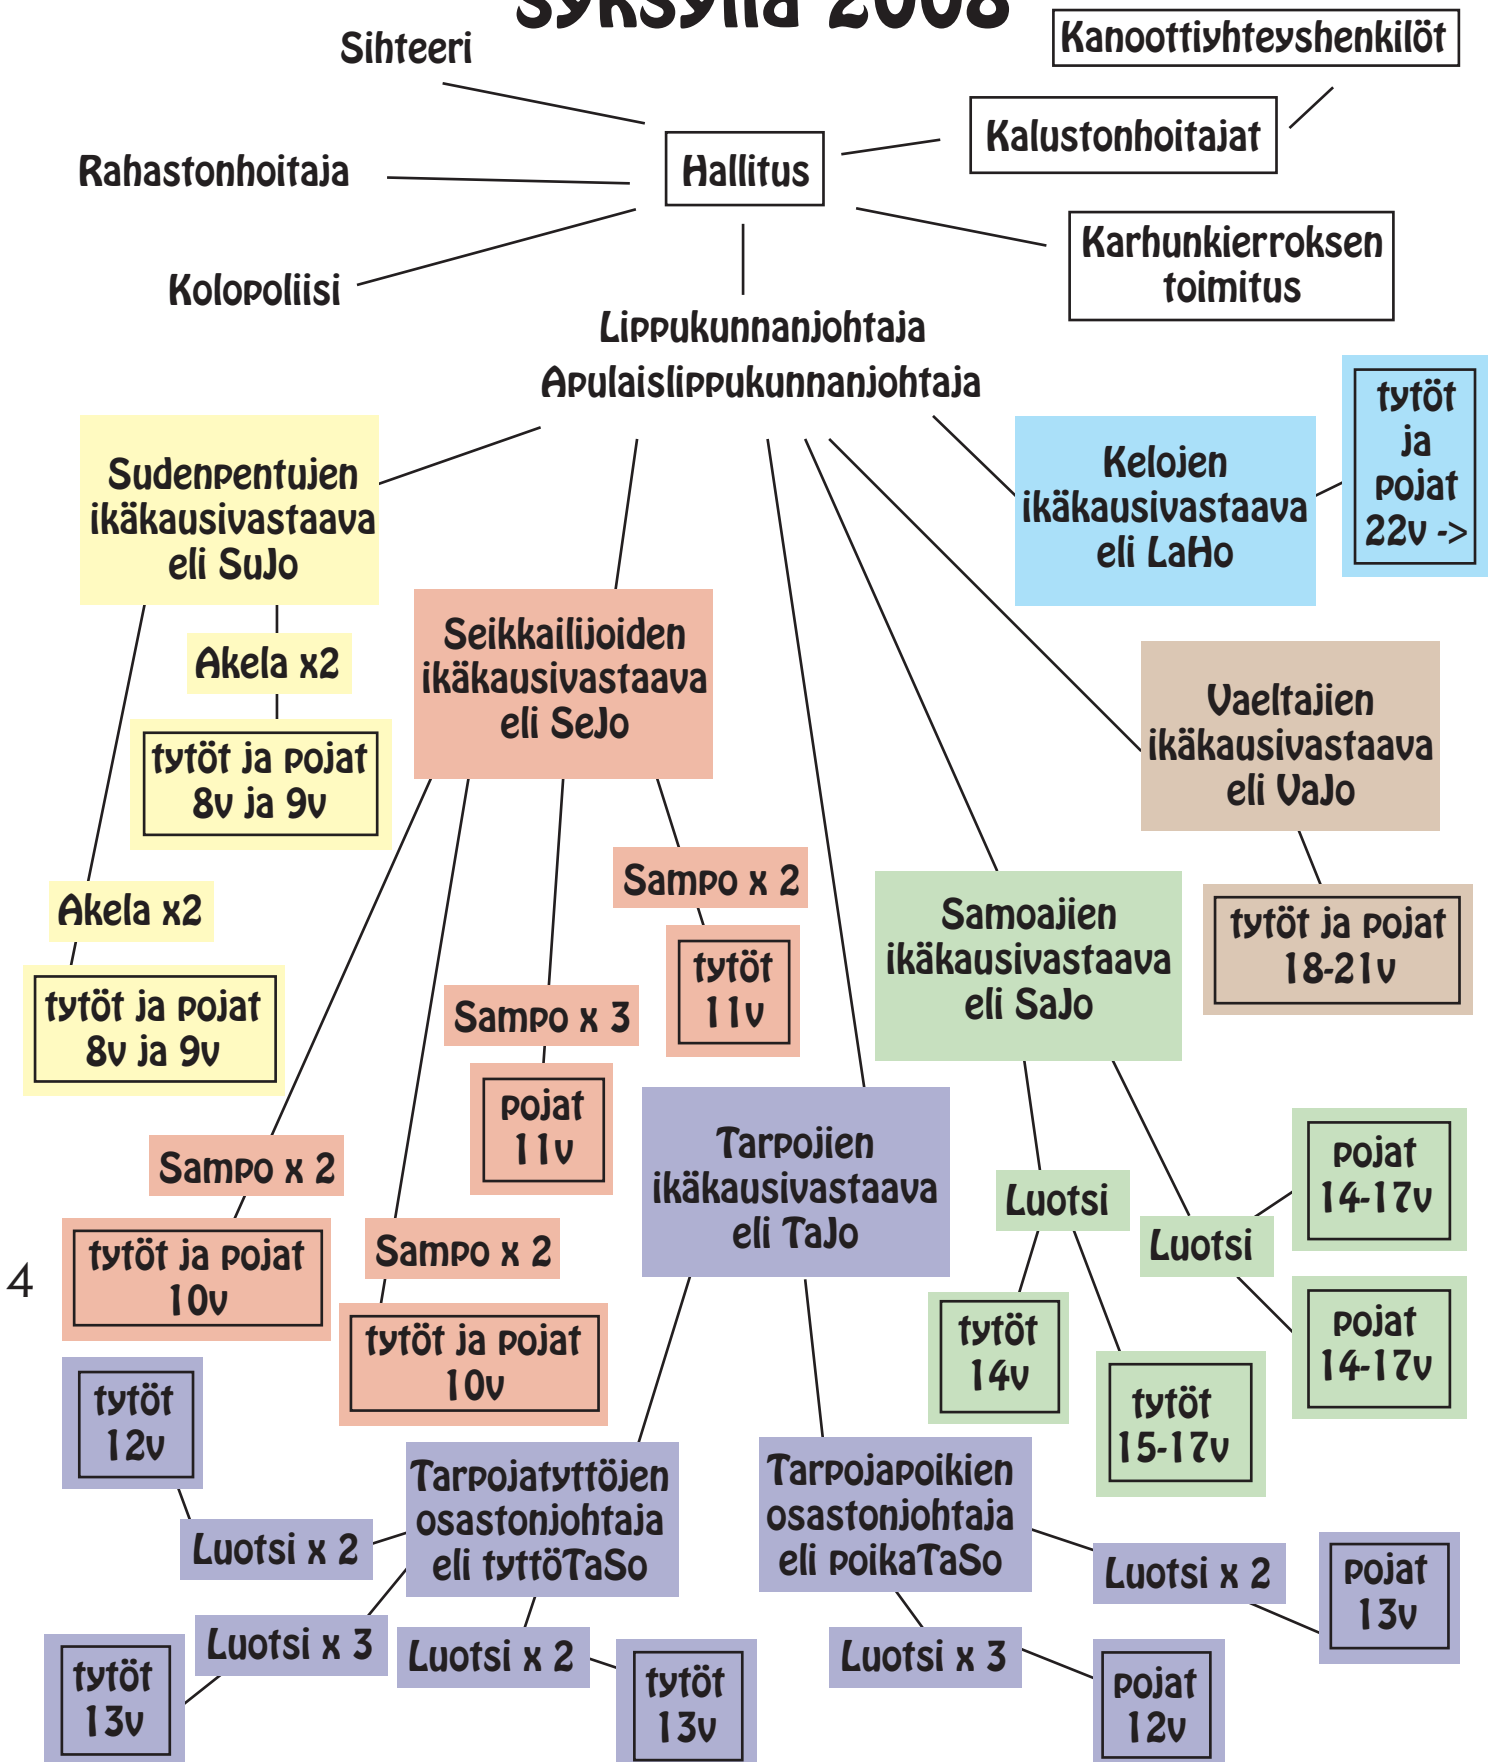 syksyllä 2008
Sihteeri
Kanoottiyhteyshenkilöt
Kalustonhoitajat
Rahastonhoitaja
Hallitus
Karhunkierroksen
toimitus
Kolopoliisi
Lippukunnanjohtaja
Apulaislippukunnanjohtaja
tytöt
ja
pojat
22v ->
Kelojen
ikäkausivastaava
eli LaHo
Sudenpentujen
ikäkausivastaava
eli SuJo
Akela x2
tytöt ja pojat
8v ja 9v
Seikkailijoiden
ikäkausivastaava
eli SeJo
Vaeltajien
ikäkausivastaava
eli VaJo
Akela x2
tytöt ja pojat
8v ja 9v
Sampo x 2
tytöt
11v
Samoajien
ikäkausivastaava
eli SaJo
tytöt ja pojat
18-21v
Sampo x 3
pojat
11v
Sampo x 2
tytöt ja pojat
10v
Tarpojien
ikäkausivastaava
eli TaJo
Luotsi
pojat
14-17v
Luotsi
Sampo x 2
tytöt ja pojat
10v
4
tytöt
14v
pojat
14-17v
tytöt
15-17v
tytöt
12v
Tarpojatyttöjen
osastonjohtaja
eli tyttöTaSo
Tarpojapoikien
osastonjohtaja
eli poikaTaSo
Luotsi x 2
Luotsi x 2
pojat
13v
Luotsi x 3
Luotsi x 2
Luotsi x 3
tytöt
13v
tytöt
13v
pojat
12v